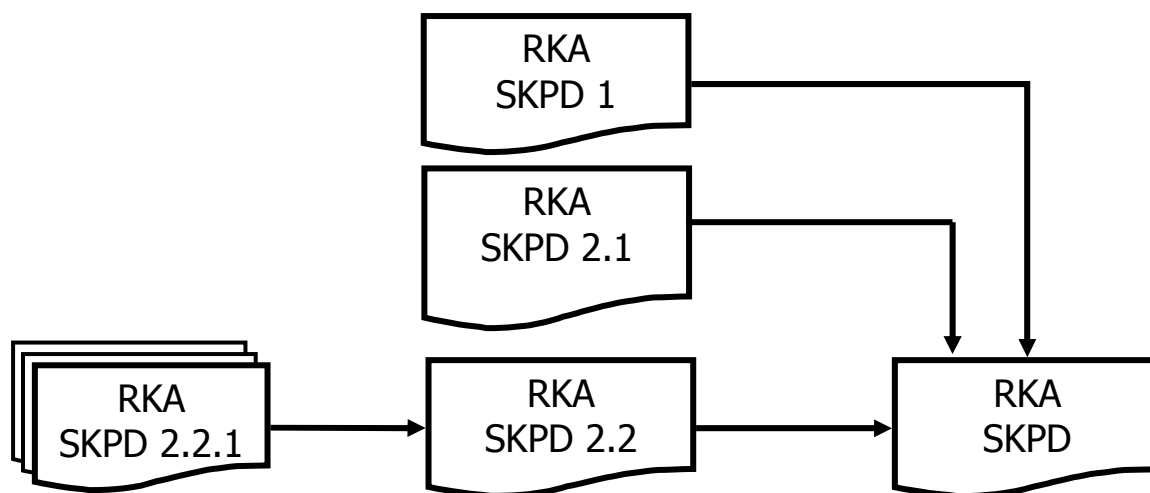 RKA
SKPD 1
RKA
SKPD 2.1
RKA
SKPD 2.2.1
RKA
SKPD 2.2
RKA
SKPD